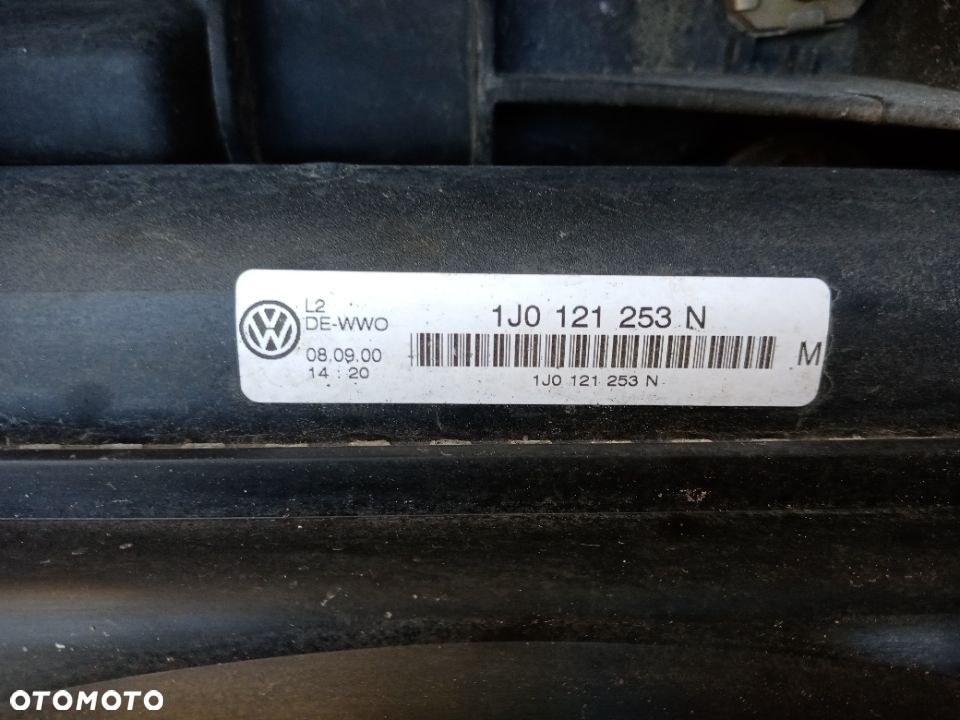 L2
DE-WWO
08.09.00
14 : 20
1J0 121 253 N
1J0 121 253 N
M
OTOMOTO